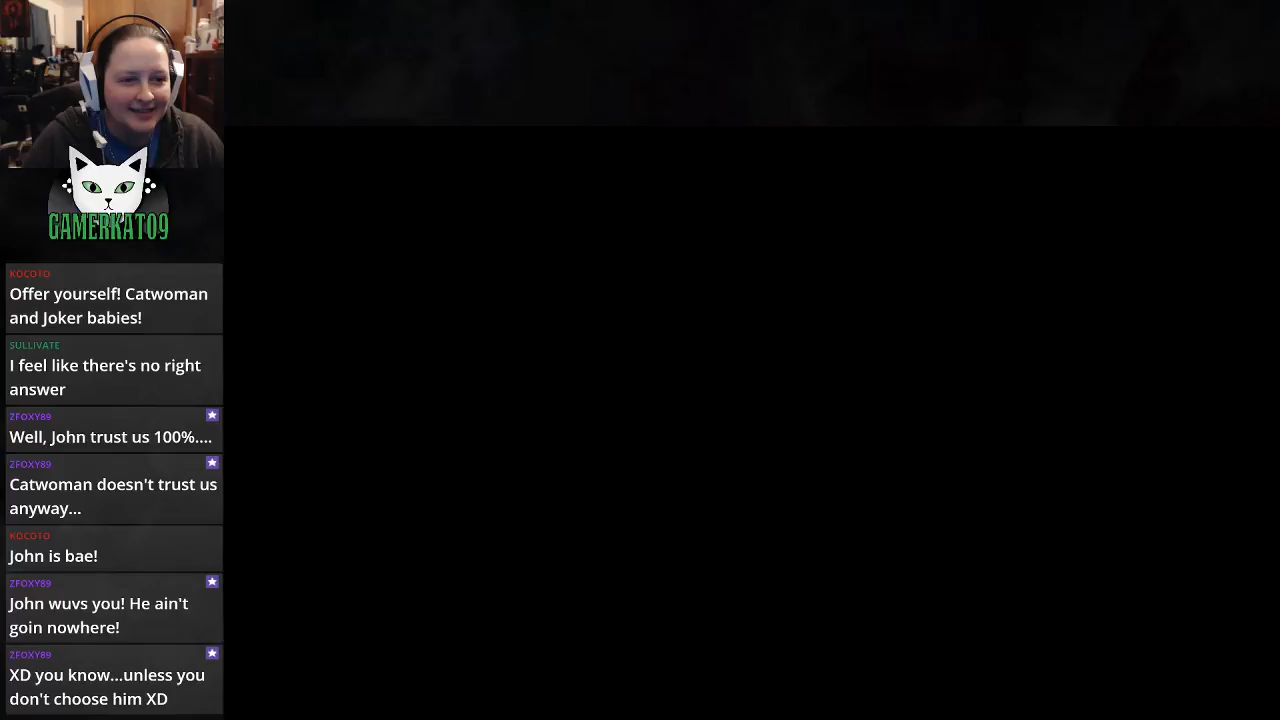 GAMERKAT09
KOCOTO
Offer yourself! Catwoman
and Joker babies!
SULLIVATE
I feel like there's no right
answer
ZFOXY89
Well, John trust us 100%....
ZFOXY89
Catwoman doesn't trust us
anyway...
KOCOTO
John is bae!
ZFOXY89
John wuvs you! He ain't
goin nowhere!
ZFOXY89
XD you know...unless you
don't choose him XD